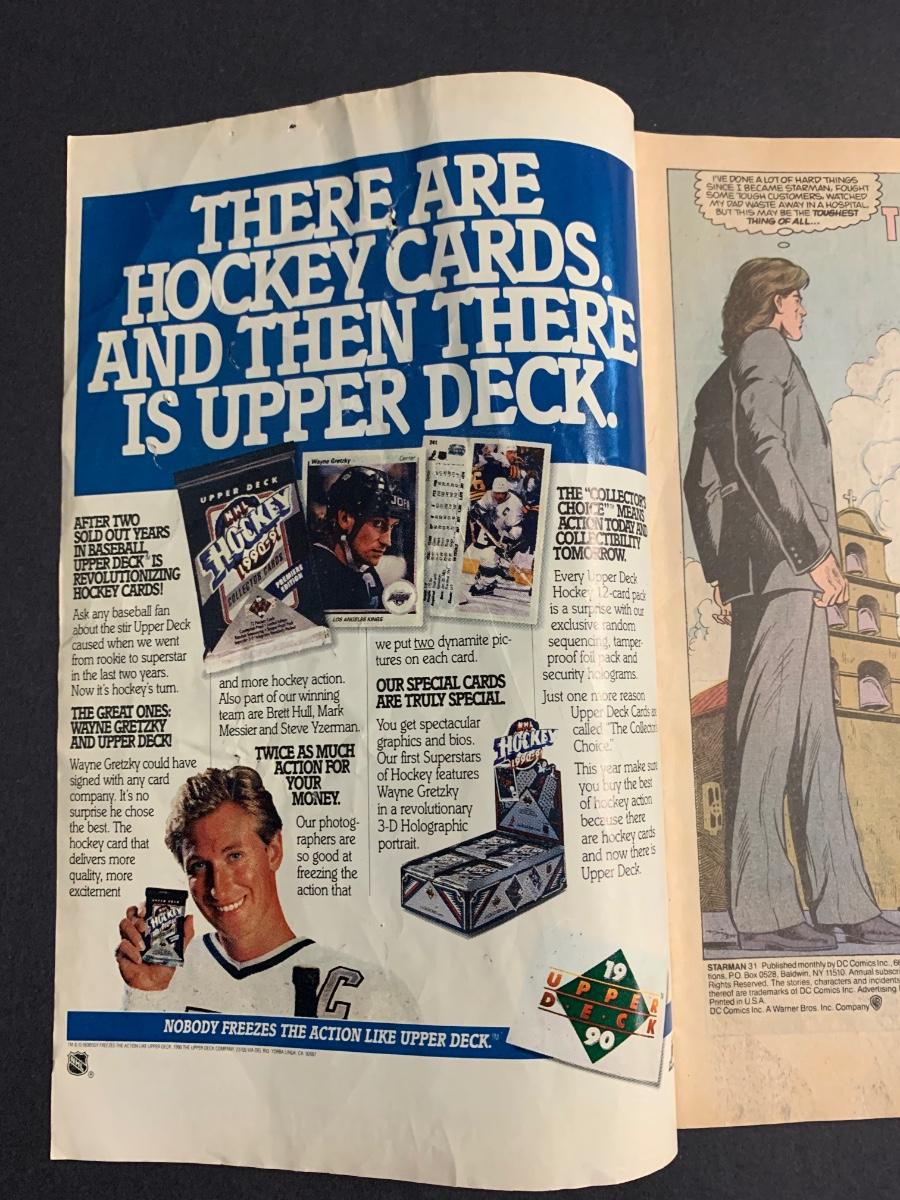 THERE ARE
HOCKEY CARDS.
AND THEN THERE
IS UPPER DECK.
AFTER TWO
SOLD OUT YEARS
IN BASEBALL
UPPER DECK™ IS
REVOLUTIONIZING
HOCKEY CARDS!
Ask any baseball fan
about the stir Upper Deck
caused when we went
from rookie to superstar
in the last two years.
Now it's hockey's turn.
THE GREAT ONES:
WAYNE GRETZKY
AND UPPER DECK!
Wayne Gretzky could have
signed with any card
company. It's no
surprise he chose
the best. The
hockey card that
delivers more
quality, more
excitement
UPPER DECK
NHL
HOCKEY
1990-91
COLLECTOR CARDS
PREMIERE
EDITION
Wayne Gretzky
Center
LOS ANGELES KINGS
and more hockey action.
Also part of our winning
team are Brett Hull, Mark
Messier and Steve Yzerman.
TWICE AS MUCH
ACTION FOR
YOUR
MONEY.
Our photog-
raphers are
so good at
freezing the
action that
we put two dynamite pic-
tures on each card.
OUR SPECIAL CARDS
ARE TRULY SPECIAL.
You get spectacular
graphics and bios.
Our first Superstars
of Hockey features
Wayne Gretzky
in a revolutionary
3-D Holographic
portrait.
NHL
HOCKEY
1990-91
THE "COLLECTOR'S
CHOICE"™ MEANS
ACTION TODAY AND
COLLECTIBILITY
TOMORROW.
Every Upper Deck
Hockey 12-card pack
is a surprise with our
exclusive random
sequencing, tamper-
proof foil pack and
security holograms.
Just one more reason
Upper Deck Cards are
called "The Collector's
Choice."
This year make sure
you buy the best
of hockey action
because there
are hockey cards
and now there is
Upper Deck.
HOCKEY
C
NOBODY FREEZES THE ACTION LIKE UPPER DECK.™
19
UPPER
DECK
90
NHL
I'VE DONE A LOT OF HARD THINGS
SINCE I BECAME STARMAN, FOUGHT
SOME TOUGH CUSTOMERS, WATCHED
MY DAD WASTE AWAY IN A HOSPITAL.
BUT THIS MAY BE THE TOUGHEST
THING OF ALL...
T
STARMAN 31 Published monthly by DC Comics Inc., 66
tions, P.O. Box 0528, Baldwin, NY 11510. Annual subscri
Rights Reserved. The stories, characters and incidents
thereof are trademarks of DC Comics Inc. Advertising
Printed in U.S.A.
DC Comics Inc. A Warner Bros. Inc. Company